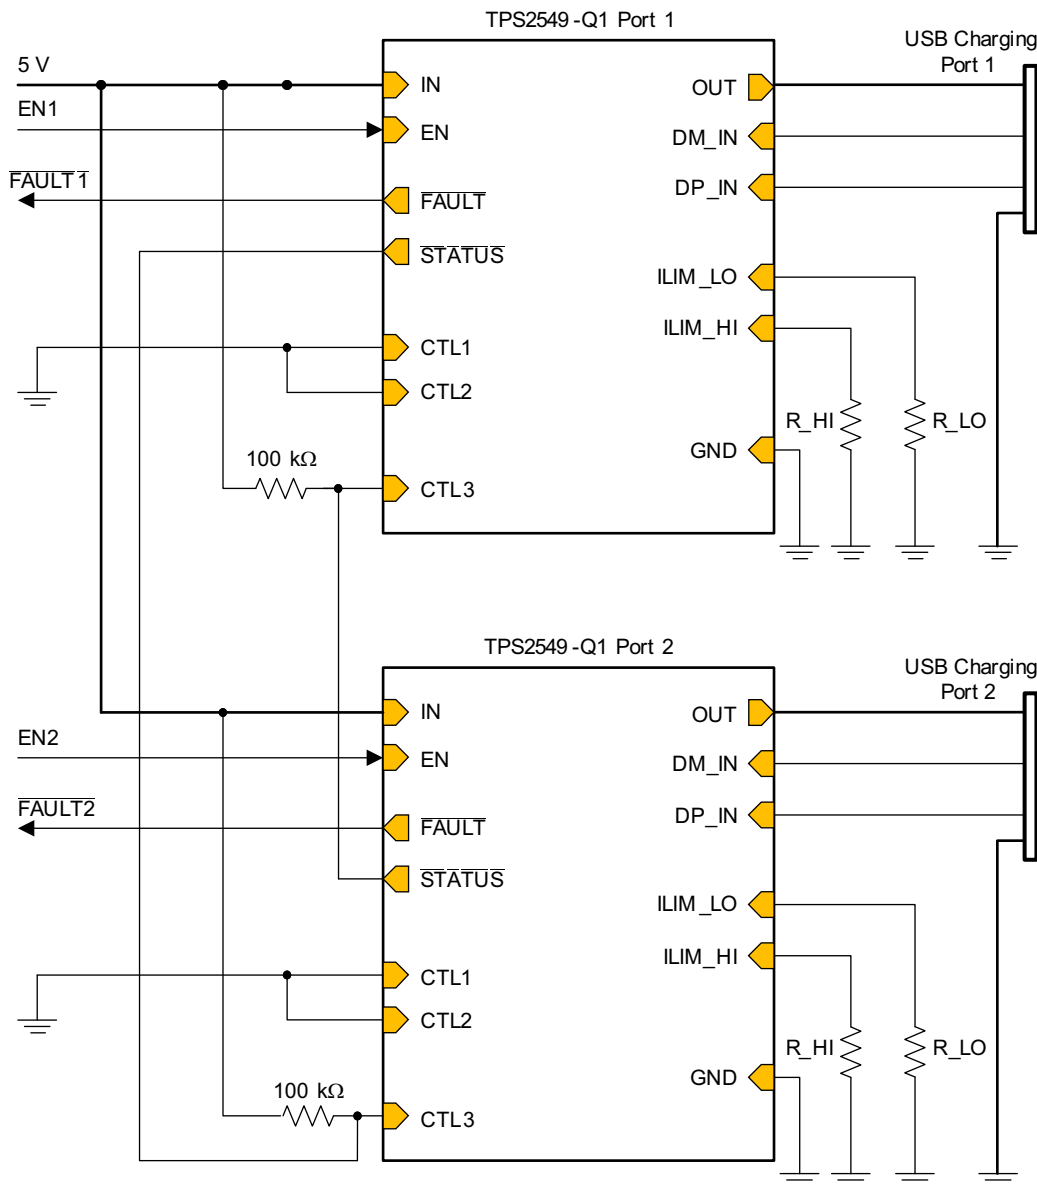 TPS2549-Q1 Port 1
USB Charging
Port 1
5 V
IN
OUT
EN1
EN
DM_IN
FAULT1
FAULT
DP_IN
STATUS
ILIM_LO
ILIM_HI
CTL1
CTL2
R_HI
R_LO
GND
100 kΩ
CTL3
TPS2549-Q1 Port 2
USB Charging
Port 2
IN
OUT
EN2
EN
DM_IN
FAULT2
FAULT
DP_IN
STATUS
ILIM_LO
ILIM_HI
CTL1
CTL2
R_HI
R_LO
GND
100 kΩ
CTL3